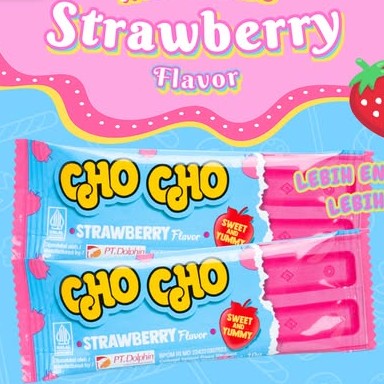 Strawberry
Flavor
CHO CHO
STRAWBERRY Flavor
SWEET
AND
YUMMY
PT.Dolphin
LEBIH EN
LEBIH
CHO CHO
STRAWBERRY Flavor
SWEET
AND
YUMMY
PT.Dolphin